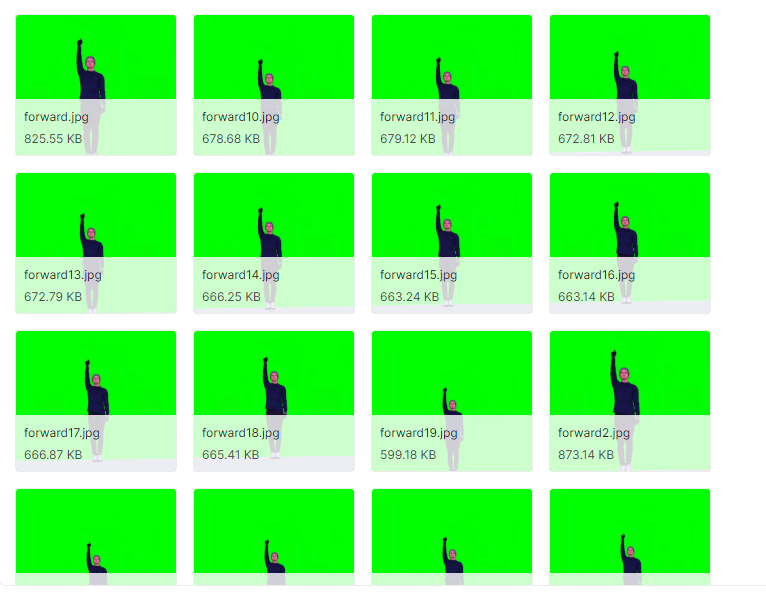 forward.jpg
825.55 KB
forward10.jpg
678.68 KB
forward11.jpg
679.12 KB
forward12.jpg
672.81 KB
forward13.jpg
672.79 KB
forward14.jpg
666.25 KB
forward15.jpg
663.24 KB
forward16.jpg
663.14 KB
forward17.jpg
666.87 KB
forward18.jpg
665.41 KB
forward19.jpg
599.18 KB
forward2.jpg
873.14 KB